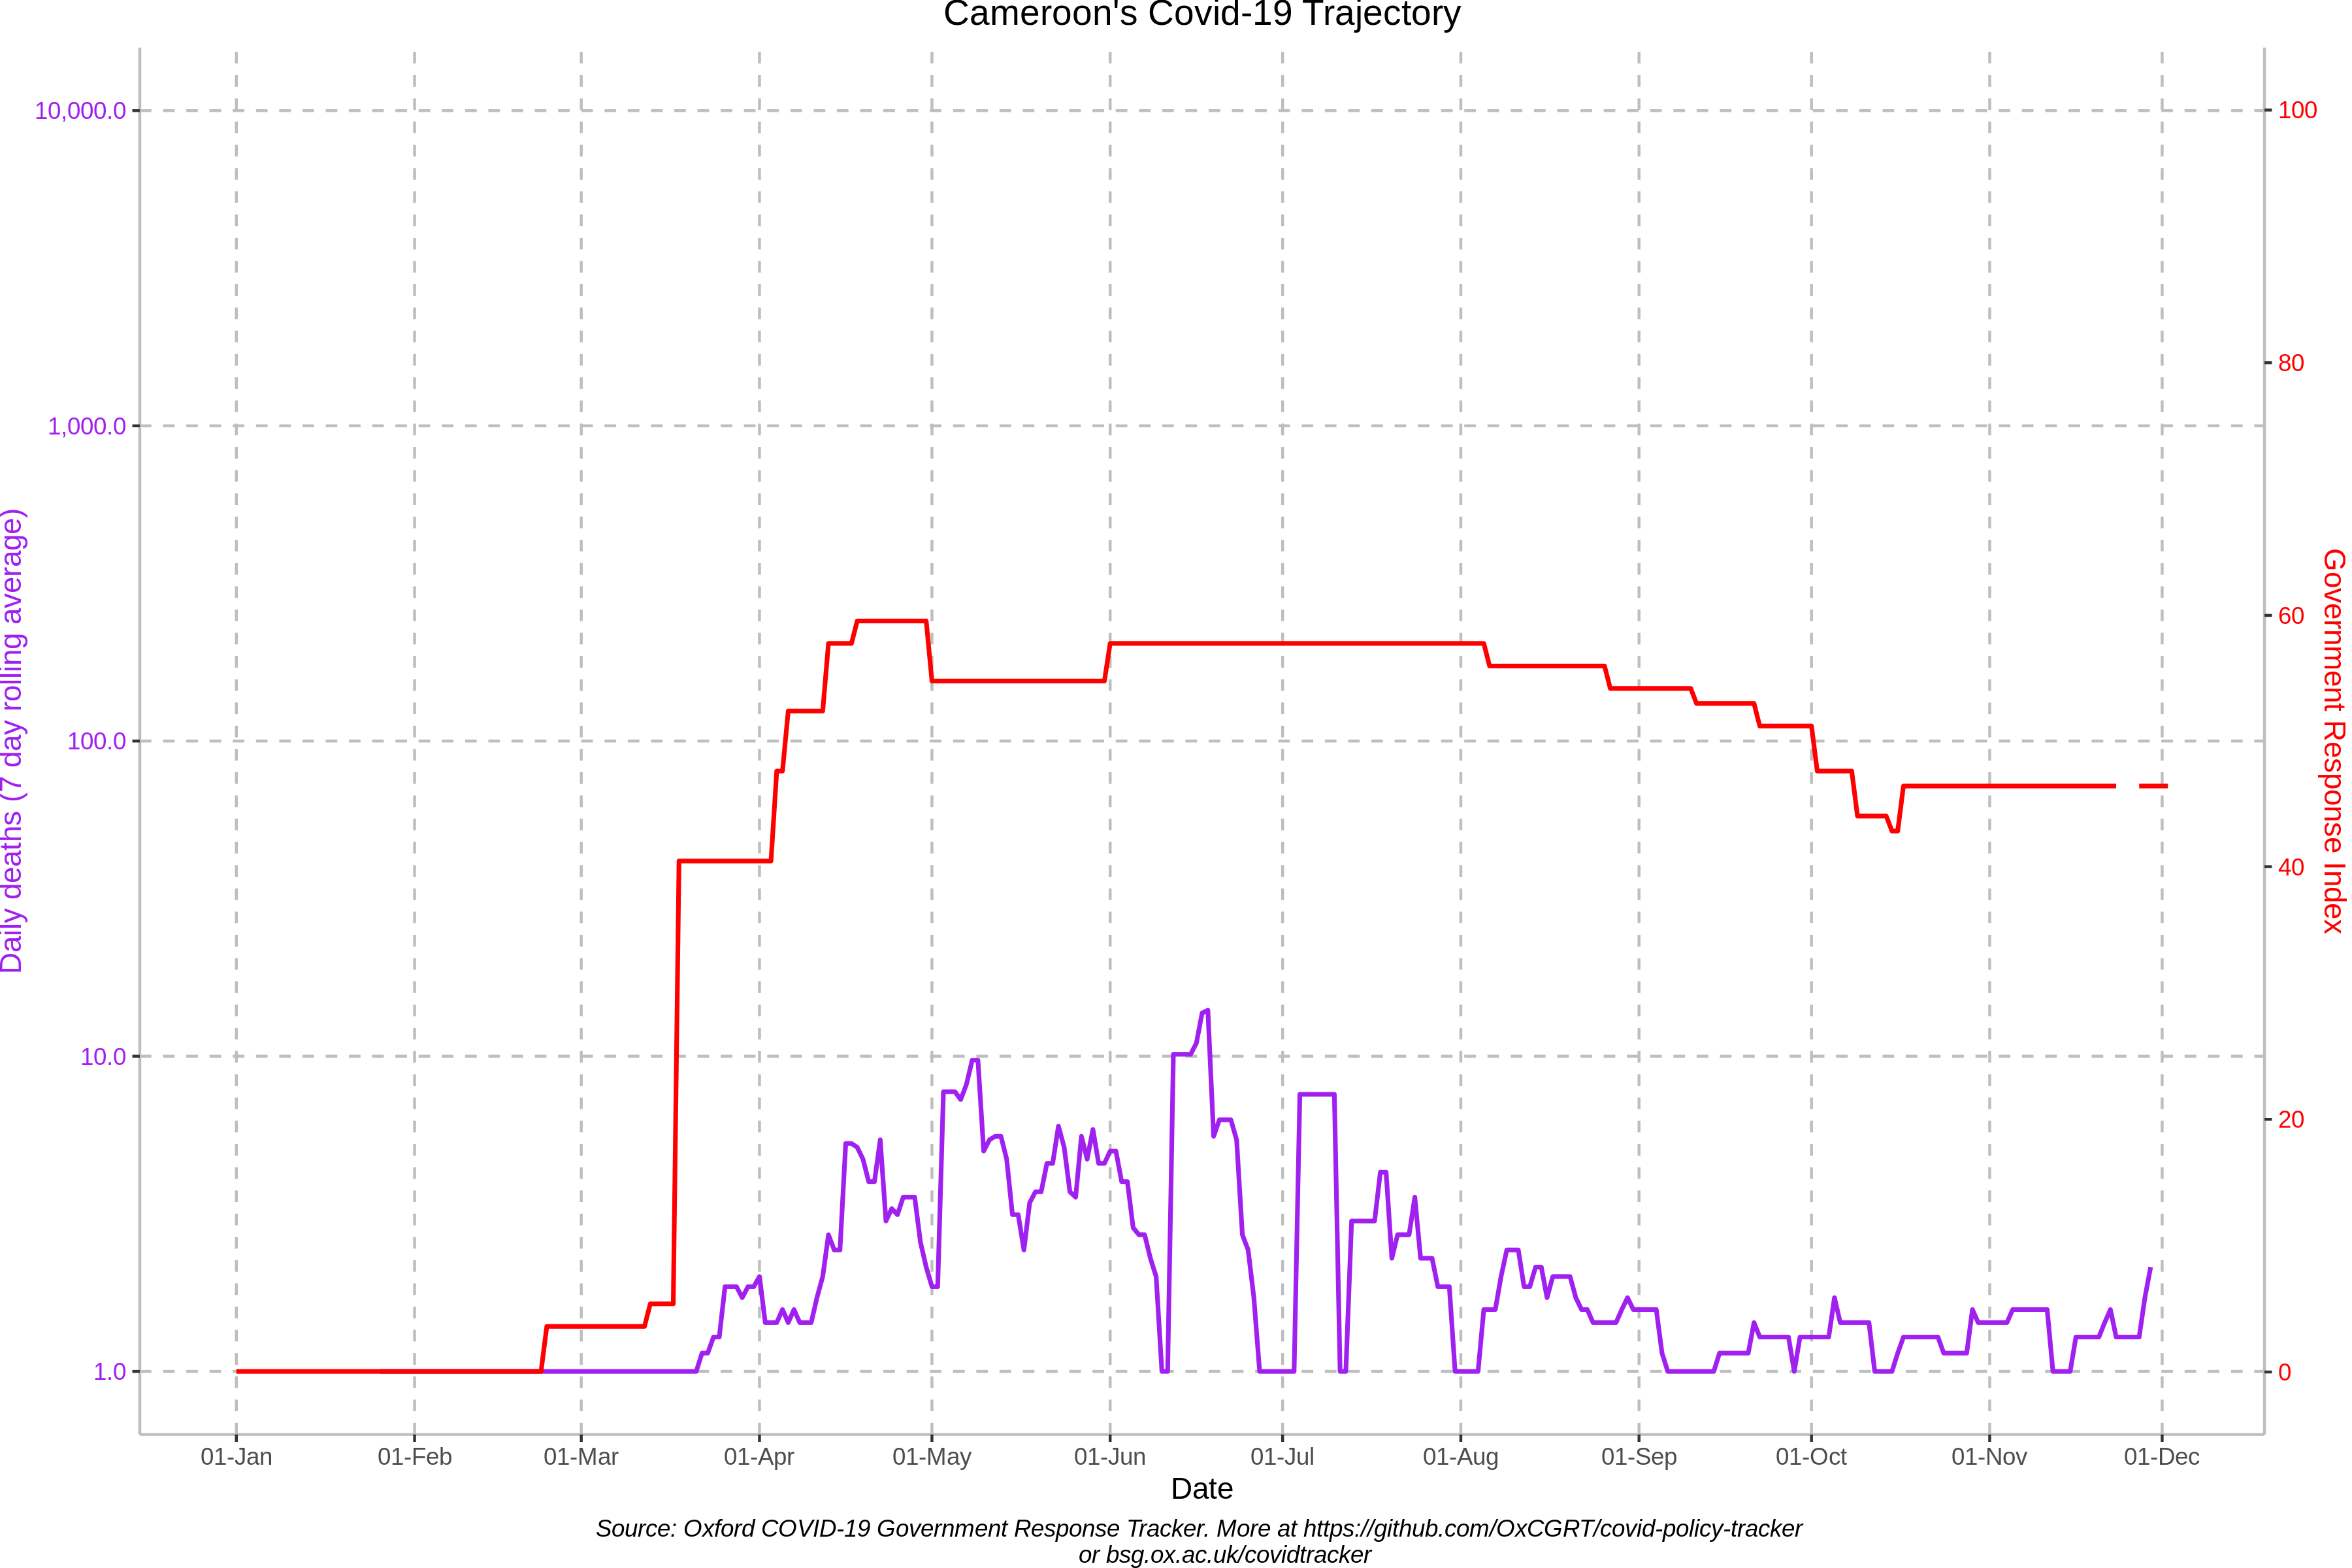 Cameroon's Covid-19 Trajectory
10,000.0
1,000.0
100.0
10.0
1.0
Daily deaths (7 day rolling average)
100
80
60
40
20
0
Government Response Index
01-Jan 01-Feb 01-Mar 01-Apr 01-May 01-Jun 01-Jul 01-Aug 01-Sep 01-Oct 01-Nov 01-Dec
Date
Source: Oxford COVID-19 Government Response Tracker. More at https://github.com/OxCGRT/covid-policy-tracker
or bsg.ox.ac.uk/covidtracker